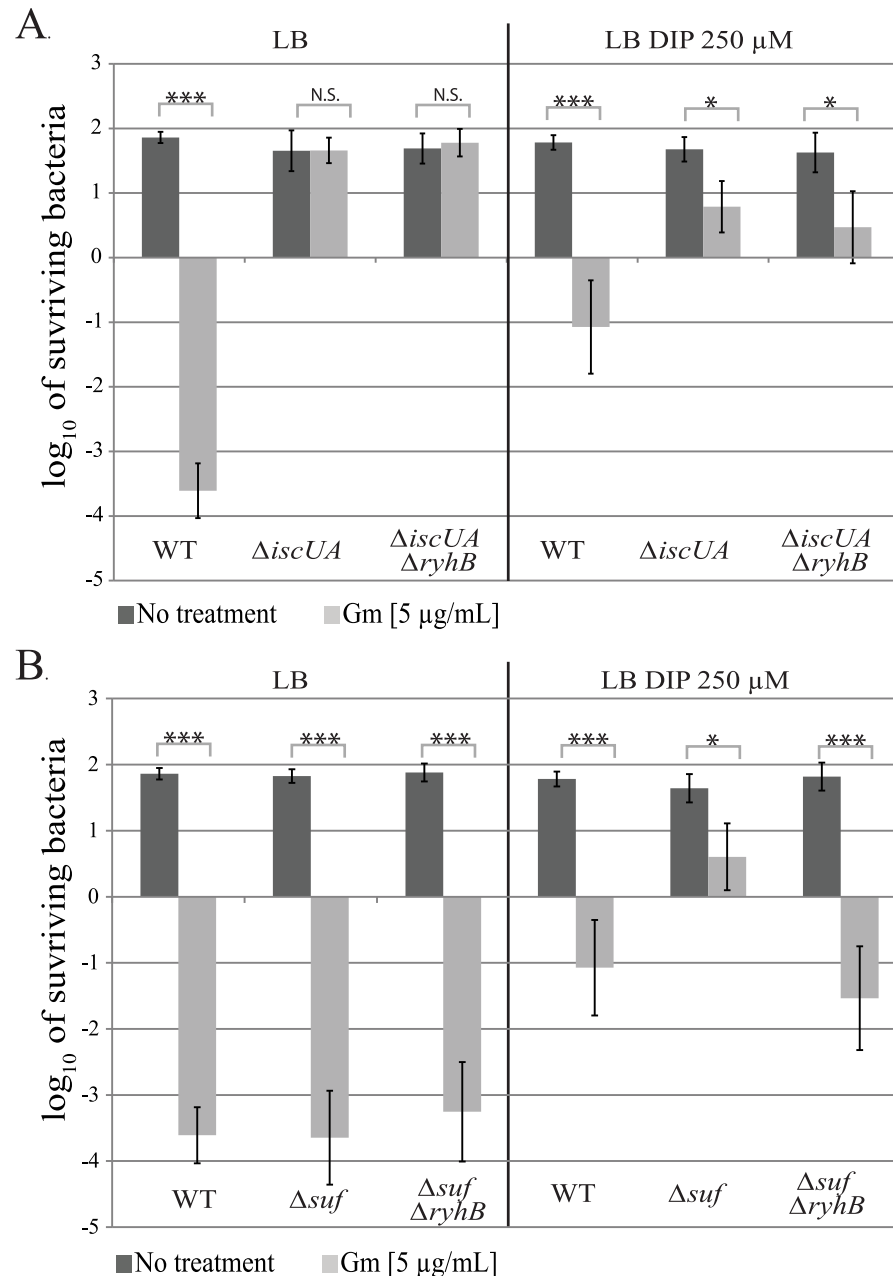 A.
LB
LB DIP 250 µM
3
2
1
0
-1
-2
-3
-4
-5
log10 of suvriving bacteria
***
N.S.
N.S.
***
*
*
WT
ΔiscUA
ΔiscUA
ΔryhB
WT
ΔiscUA
ΔiscUA
ΔryhB
No treatment
Gm [5 µg/mL]
B.
LB
LB DIP 250 µM
3
2
1
0
-1
-2
-3
-4
-5
log10 of suvriving bacteria
***
***
***
***
*
***
WT
Δsuf
Δsuf
ΔryhB
WT
Δsuf
Δsuf
ΔryhB
No treatment
Gm [5 µg/mL]